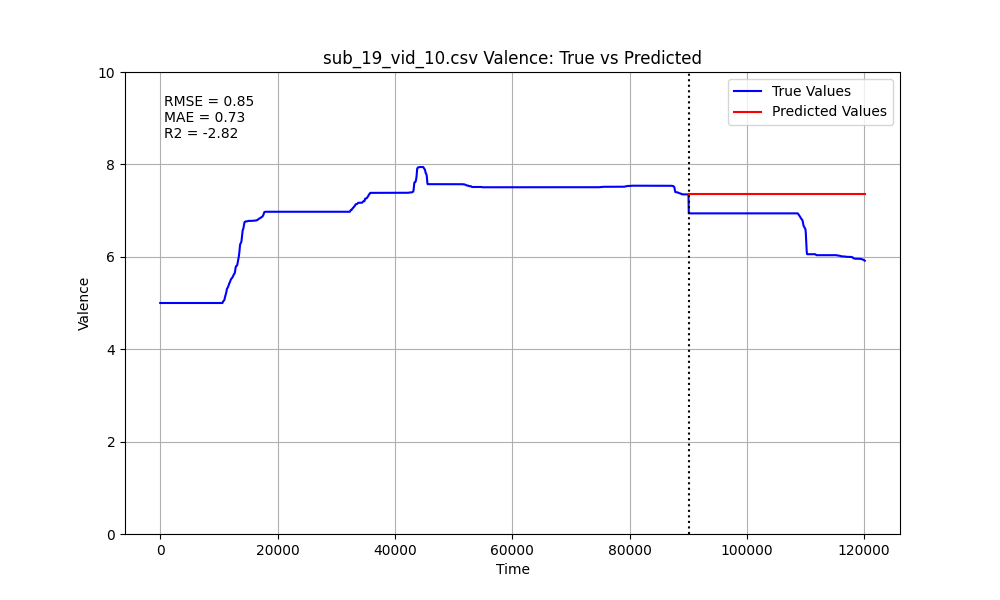 sub_19_vid_10.csv Valence: True vs Predicted
RMSE = 0.85
MAE = 0.73
R2 = -2.82
True Values
Predicted Values
10
8
6
4
2
0
Valence
0 20000 40000 60000 80000 100000 120000
Time